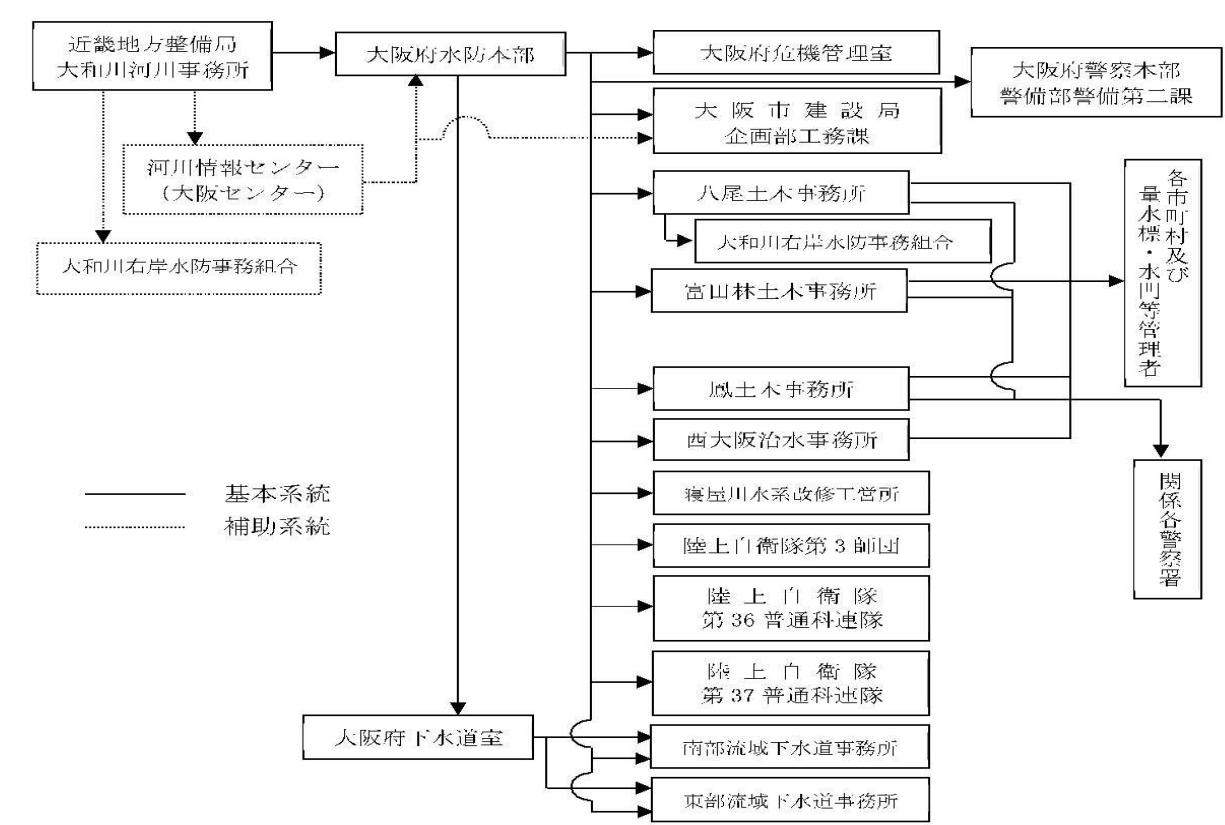 近畿地方整備局
大和川河川事務所
大阪府水防本部
大阪府危機管理室
大阪府警察本部
警備部警備第二課
大阪市建設局
企画部工務課
河川情報センター
(大阪センター)
八尾土木事務所
大和川右岸水防事務組合
大和川右岸水防事務組合
富田林土木事務所
各市町村及び
量水標・水門等管理者
鳳土木事務所
西大阪治水事務所
基本系統
補助系統
寝屋川水系改修工営所
関係各警察署
陸上自衛隊第3師団
陸上自衛隊
第36普通科連隊
陸上自衛隊
第37普通科連隊
大阪府下水道室
南部流域下水道事務所
東部流域下水道事務所